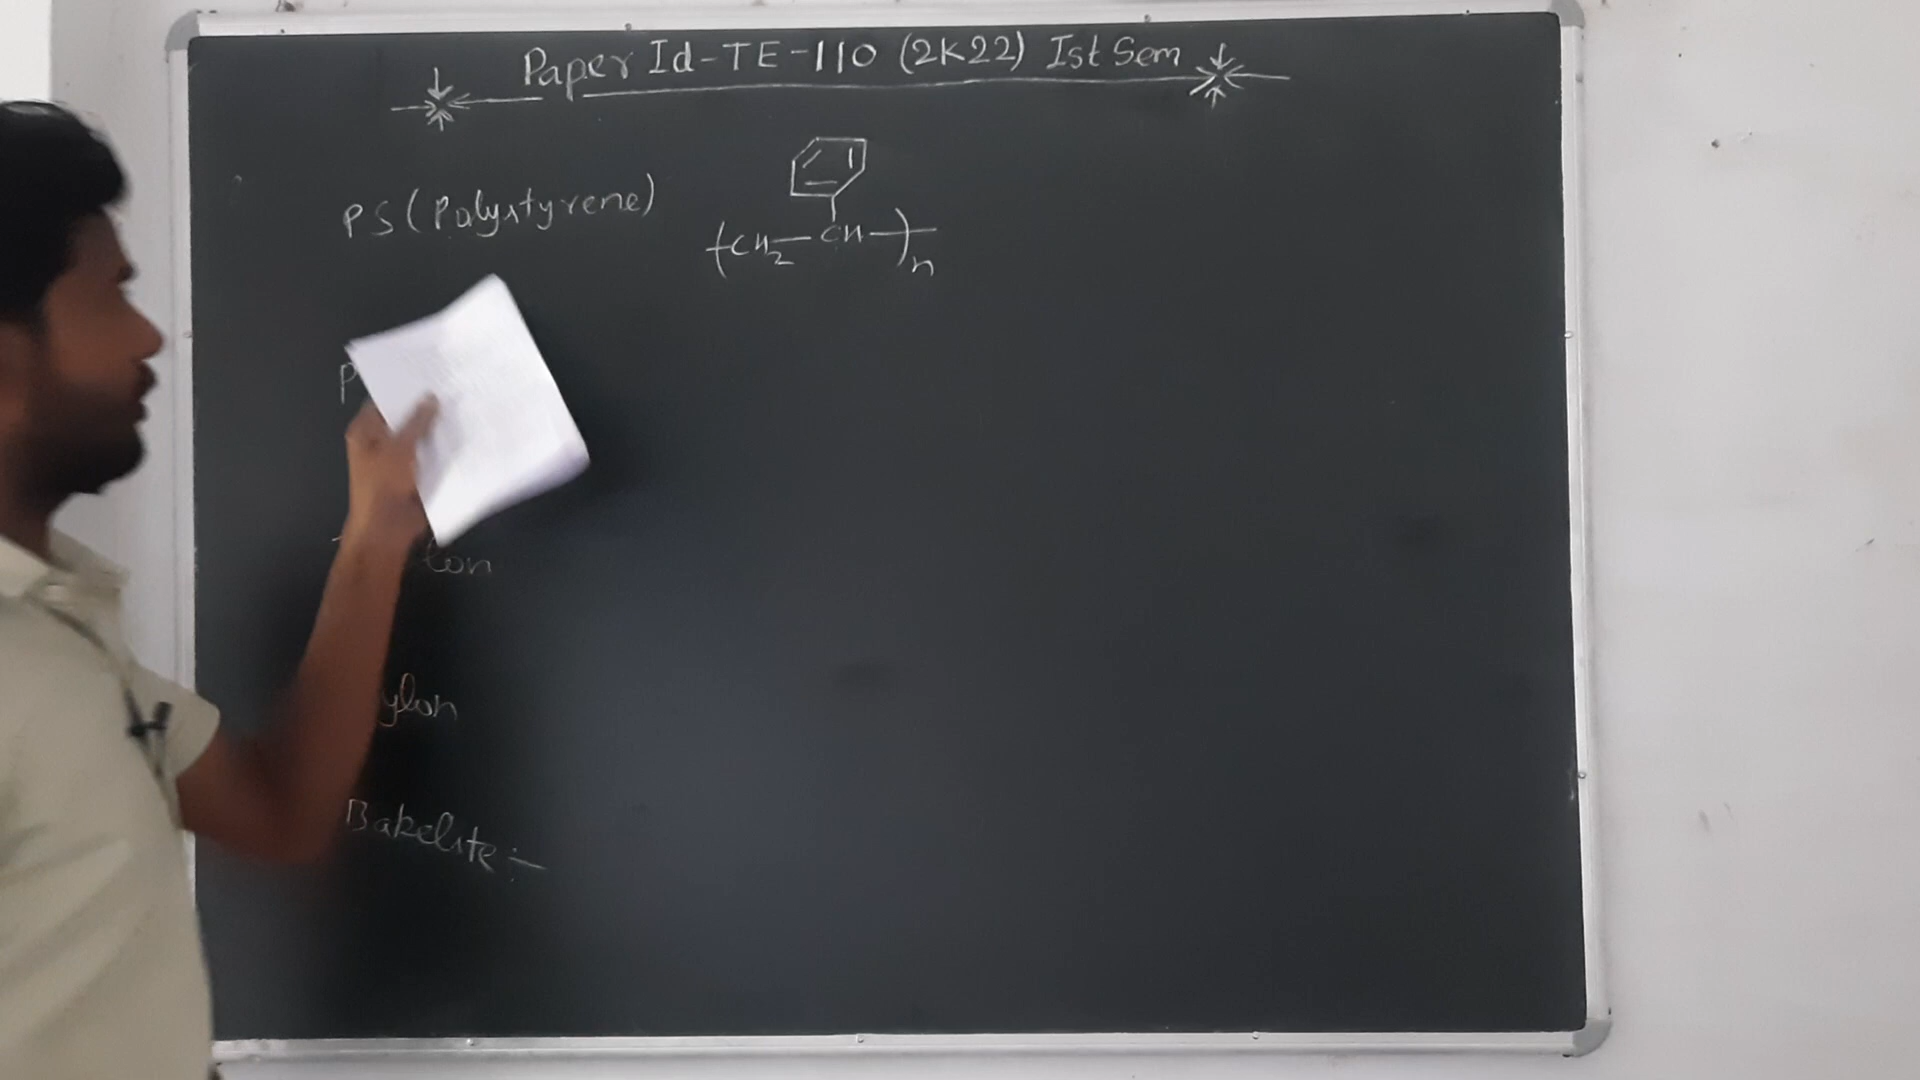 Paper Id-TE-110 (2K22) Ist Sem
PS (Polystyrene)
CH2 — CH — )n
P
lon
ylon
Bakelite :-